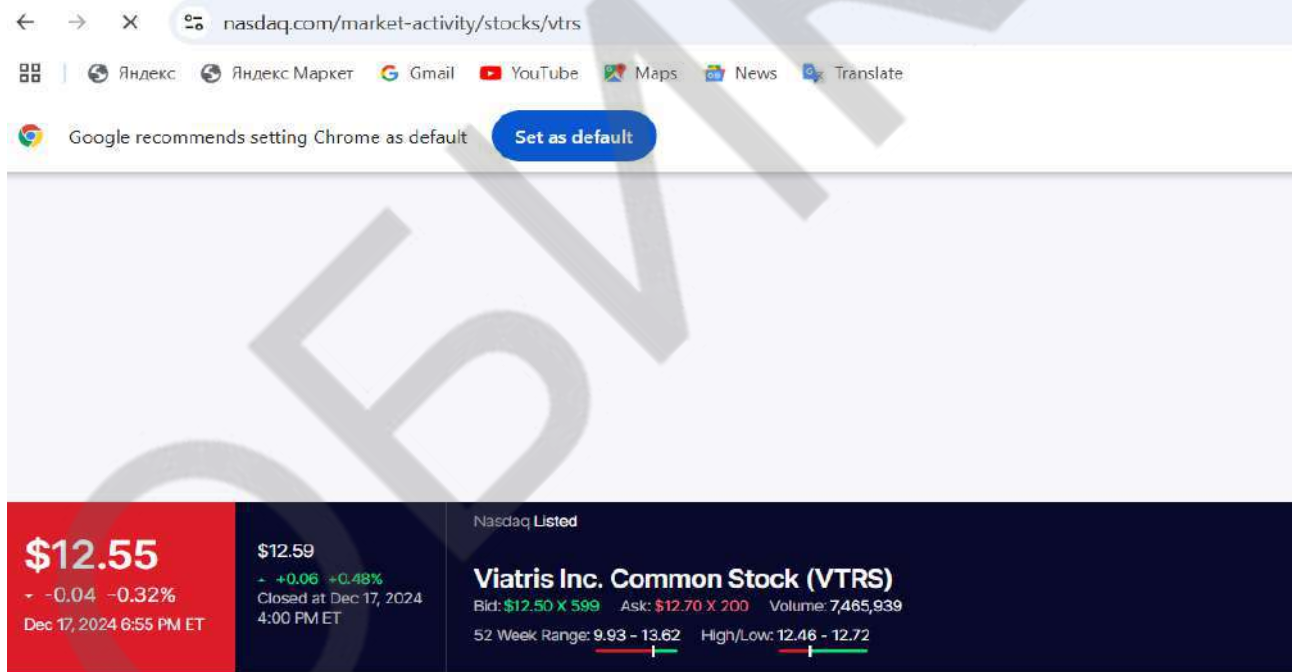 nasdaq.com/market-activity/stocks/vtrs
Яндекс Яндекс Маркет Gmail YouTube Maps News Translate
Google recommends setting Chrome as default Set as default
Nasdaq Listed
$12.55
-0.04 -0.32%
Dec 17, 2024 6:55 PM ET
$12.59
+0.06 +0.48%
Closed at Dec 17, 2024
4:00 PM ET
Viatris Inc. Common Stock (VTRS)
Bid: $12.50 X 599 Ask: $12.70 X 200 Volume: 7,465,939
52 Week Range: 9.93 - 13.62 High/Low: 12.46 - 12.72